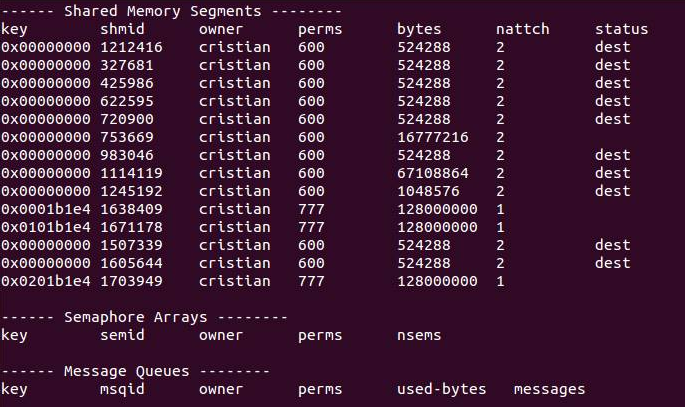 ------ Shared Memory Segments --------
key        shmid      owner      perms      bytes      nattch     status
0x00000000 1212416    cristian   600        524288     2          dest
0x00000000 327681     cristian   600        524288     2          dest
0x00000000 425986     cristian   600        524288     2          dest
0x00000000 622595     cristian   600        524288     2          dest
0x00000000 720900     cristian   600        524288     2          dest
0x00000000 753669     cristian   600        16777216   2
0x00000000 983046     cristian   600        524288     2          dest
0x00000000 1114119    cristian   600        67108864   2          dest
0x00000000 1245192    cristian   600        1048576    2          dest
0x0001b1e4 1638409    cristian   777        128000000  1
0x0101b1e4 1671178    cristian   777        128000000  1
0x00000000 1507339    cristian   600        524288     2          dest
0x00000000 1605644    cristian   600        524288     2          dest
0x0201b1e4 1703949    cristian   777        128000000  1
------ Semaphore Arrays --------
key        semid      owner      perms      nsems
------ Message Queues --------
key        msqid      owner      perms      used-bytes   messages